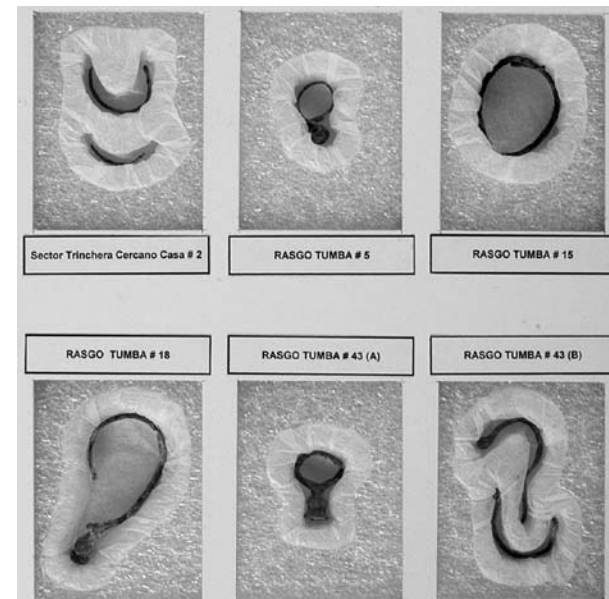 Sector Trinchera Cercano Casa # 2
RASGO TUMBA # 5
RASGO TUMBA # 15
RASGO TUMBA # 18
RASGO TUMBA # 43 (A)
RASGO TUMBA # 43 (B)